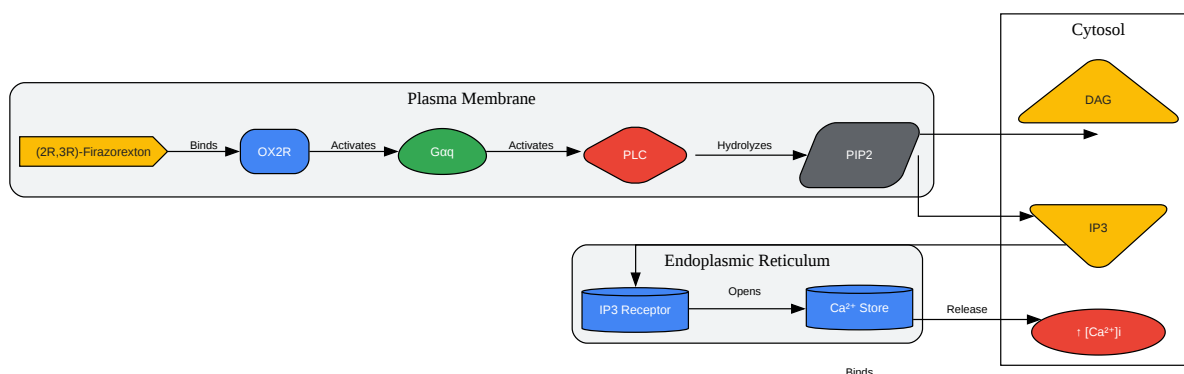 Cytosol
Plasma Membrane
DAG
(2R,3R)-Firazorexton
Binds
OX2R
Activates
Gαq
Activates
PLC
Hydrolyzes
PIP2
IP3
Endoplasmic Reticulum
IP3 Receptor
Opens
Ca²⁺ Store
Release
↑ [Ca²⁺]i
Binds